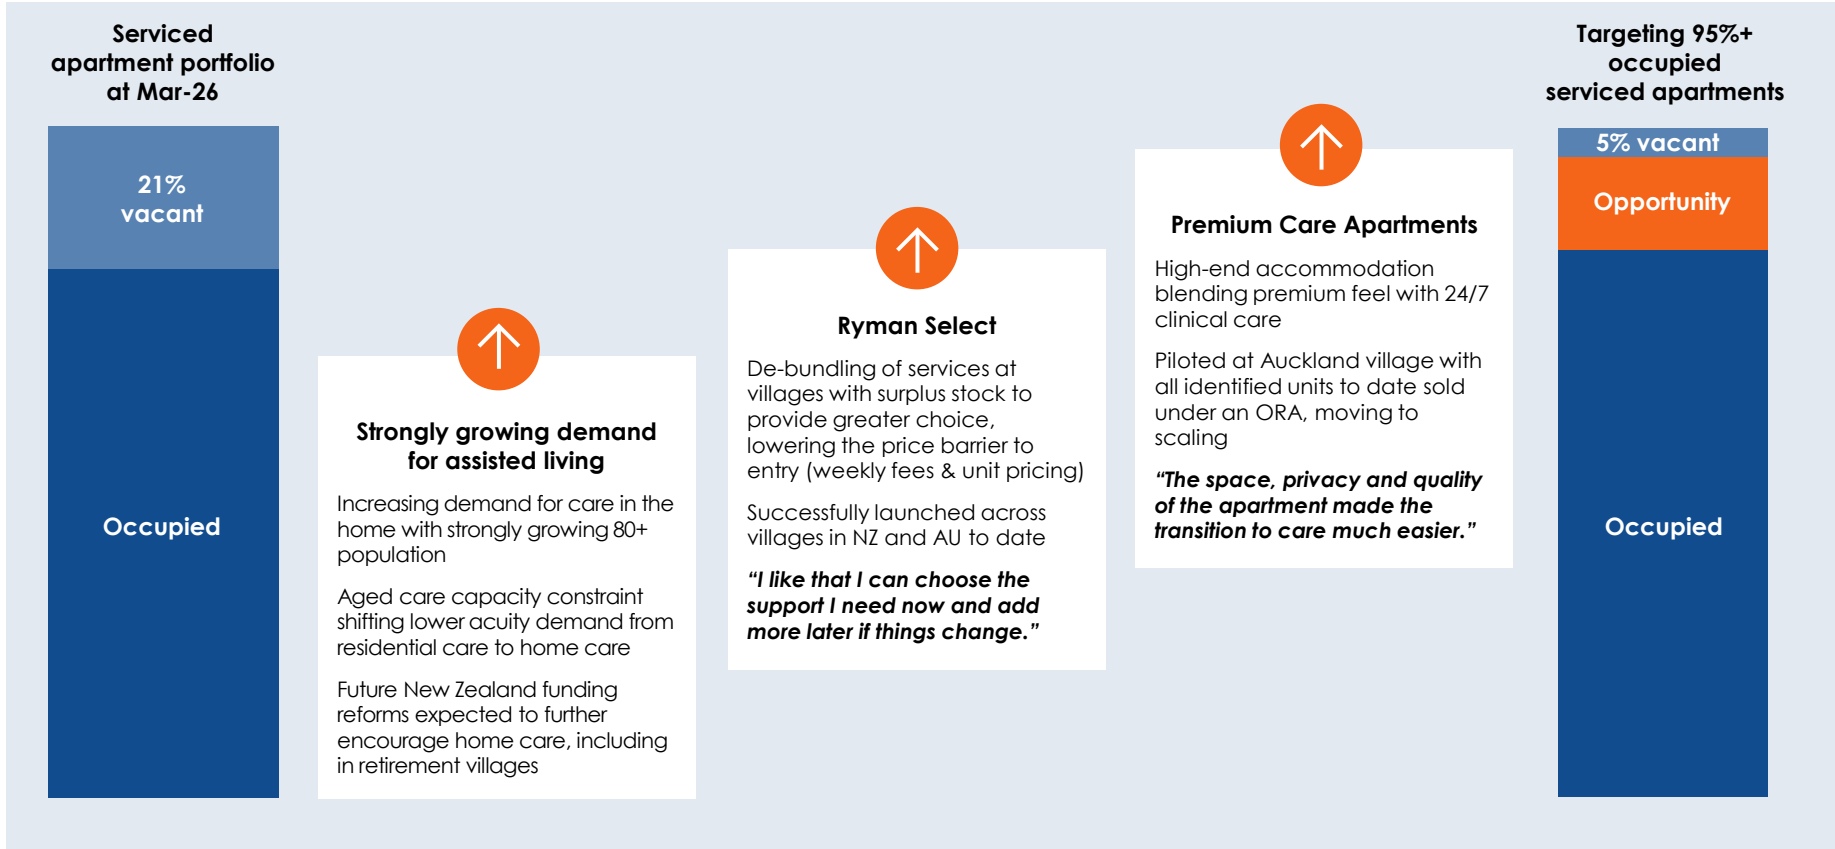 Serviced
apartment portfolio
at Mar-26
21%
vacant
Occupied
Strongly growing demand
for assisted living
Increasing demand for care in the
home with strongly growing 80+
population
Aged care capacity constraint
shifting lower acuity demand from
residential care to home care
Future New Zealand funding
reforms expected to further
encourage home care, including
in retirement villages
Ryman Select
De-bundling of services at
villages with surplus stock to
provide greater choice,
lowering the price barrier to
entry (weekly fees & unit pricing)
Successfully launched across
villages in NZ and AU to date
“I like that I can choose the
support I need now and add
more later if things change.”
Premium Care Apartments
High-end accommodation
blending premium feel with 24/7
clinical care
Piloted at Auckland village with
all identified units to date sold
under an ORA, moving to
scaling
“The space, privacy and quality
of the apartment made the
transition to care much easier.”
Targeting 95%+
occupied
serviced apartments
5% vacant
Opportunity
Occupied